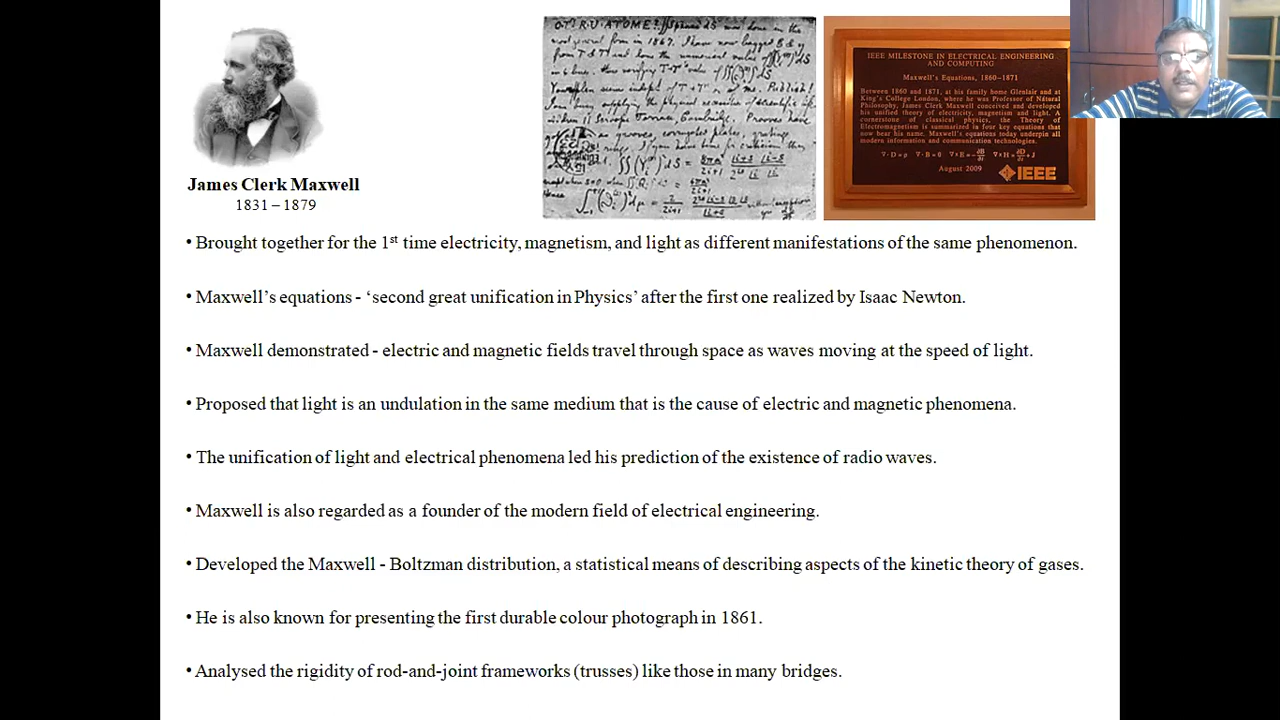 James Clerk Maxwell
1831 – 1879
IEEE MILESTONE IN ELECTRICAL ENGINEERING
AND COMPUTING
Maxwell's Equations, 1860-1871
Between 1860 and 1871, at his family home Glenlair and at
King's College London, where he was Professor of Natural
Philosophy, James Clerk Maxwell conceived and developed
his unified theory of electricity, magnetism and light. A
cornerstone of classical physics, the Theory of
Electromagnetism is summarized in four key equations that
now bear his name. Maxwell's equations today underpin all
modern information and communication technologies.
∇·D=ρ ∇·B=0 ∇×E=-∂B/∂t ∇×H=∂D/∂t+J
August 2009
IEEE
• Brought together for the 1st time electricity, magnetism, and light as different manifestations of the same phenomenon.
• Maxwell’s equations - ‘second great unification in Physics’ after the first one realized by Isaac Newton.
• Maxwell demonstrated - electric and magnetic fields travel through space as waves moving at the speed of light.
• Proposed that light is an undulation in the same medium that is the cause of electric and magnetic phenomena.
• The unification of light and electrical phenomena led his prediction of the existence of radio waves.
• Maxwell is also regarded as a founder of the modern field of electrical engineering.
• Developed the Maxwell - Boltzman distribution, a statistical means of describing aspects of the kinetic theory of gases.
• He is also known for presenting the first durable colour photograph in 1861.
• Analysed the rigidity of rod-and-joint frameworks (trusses) like those in many bridges.